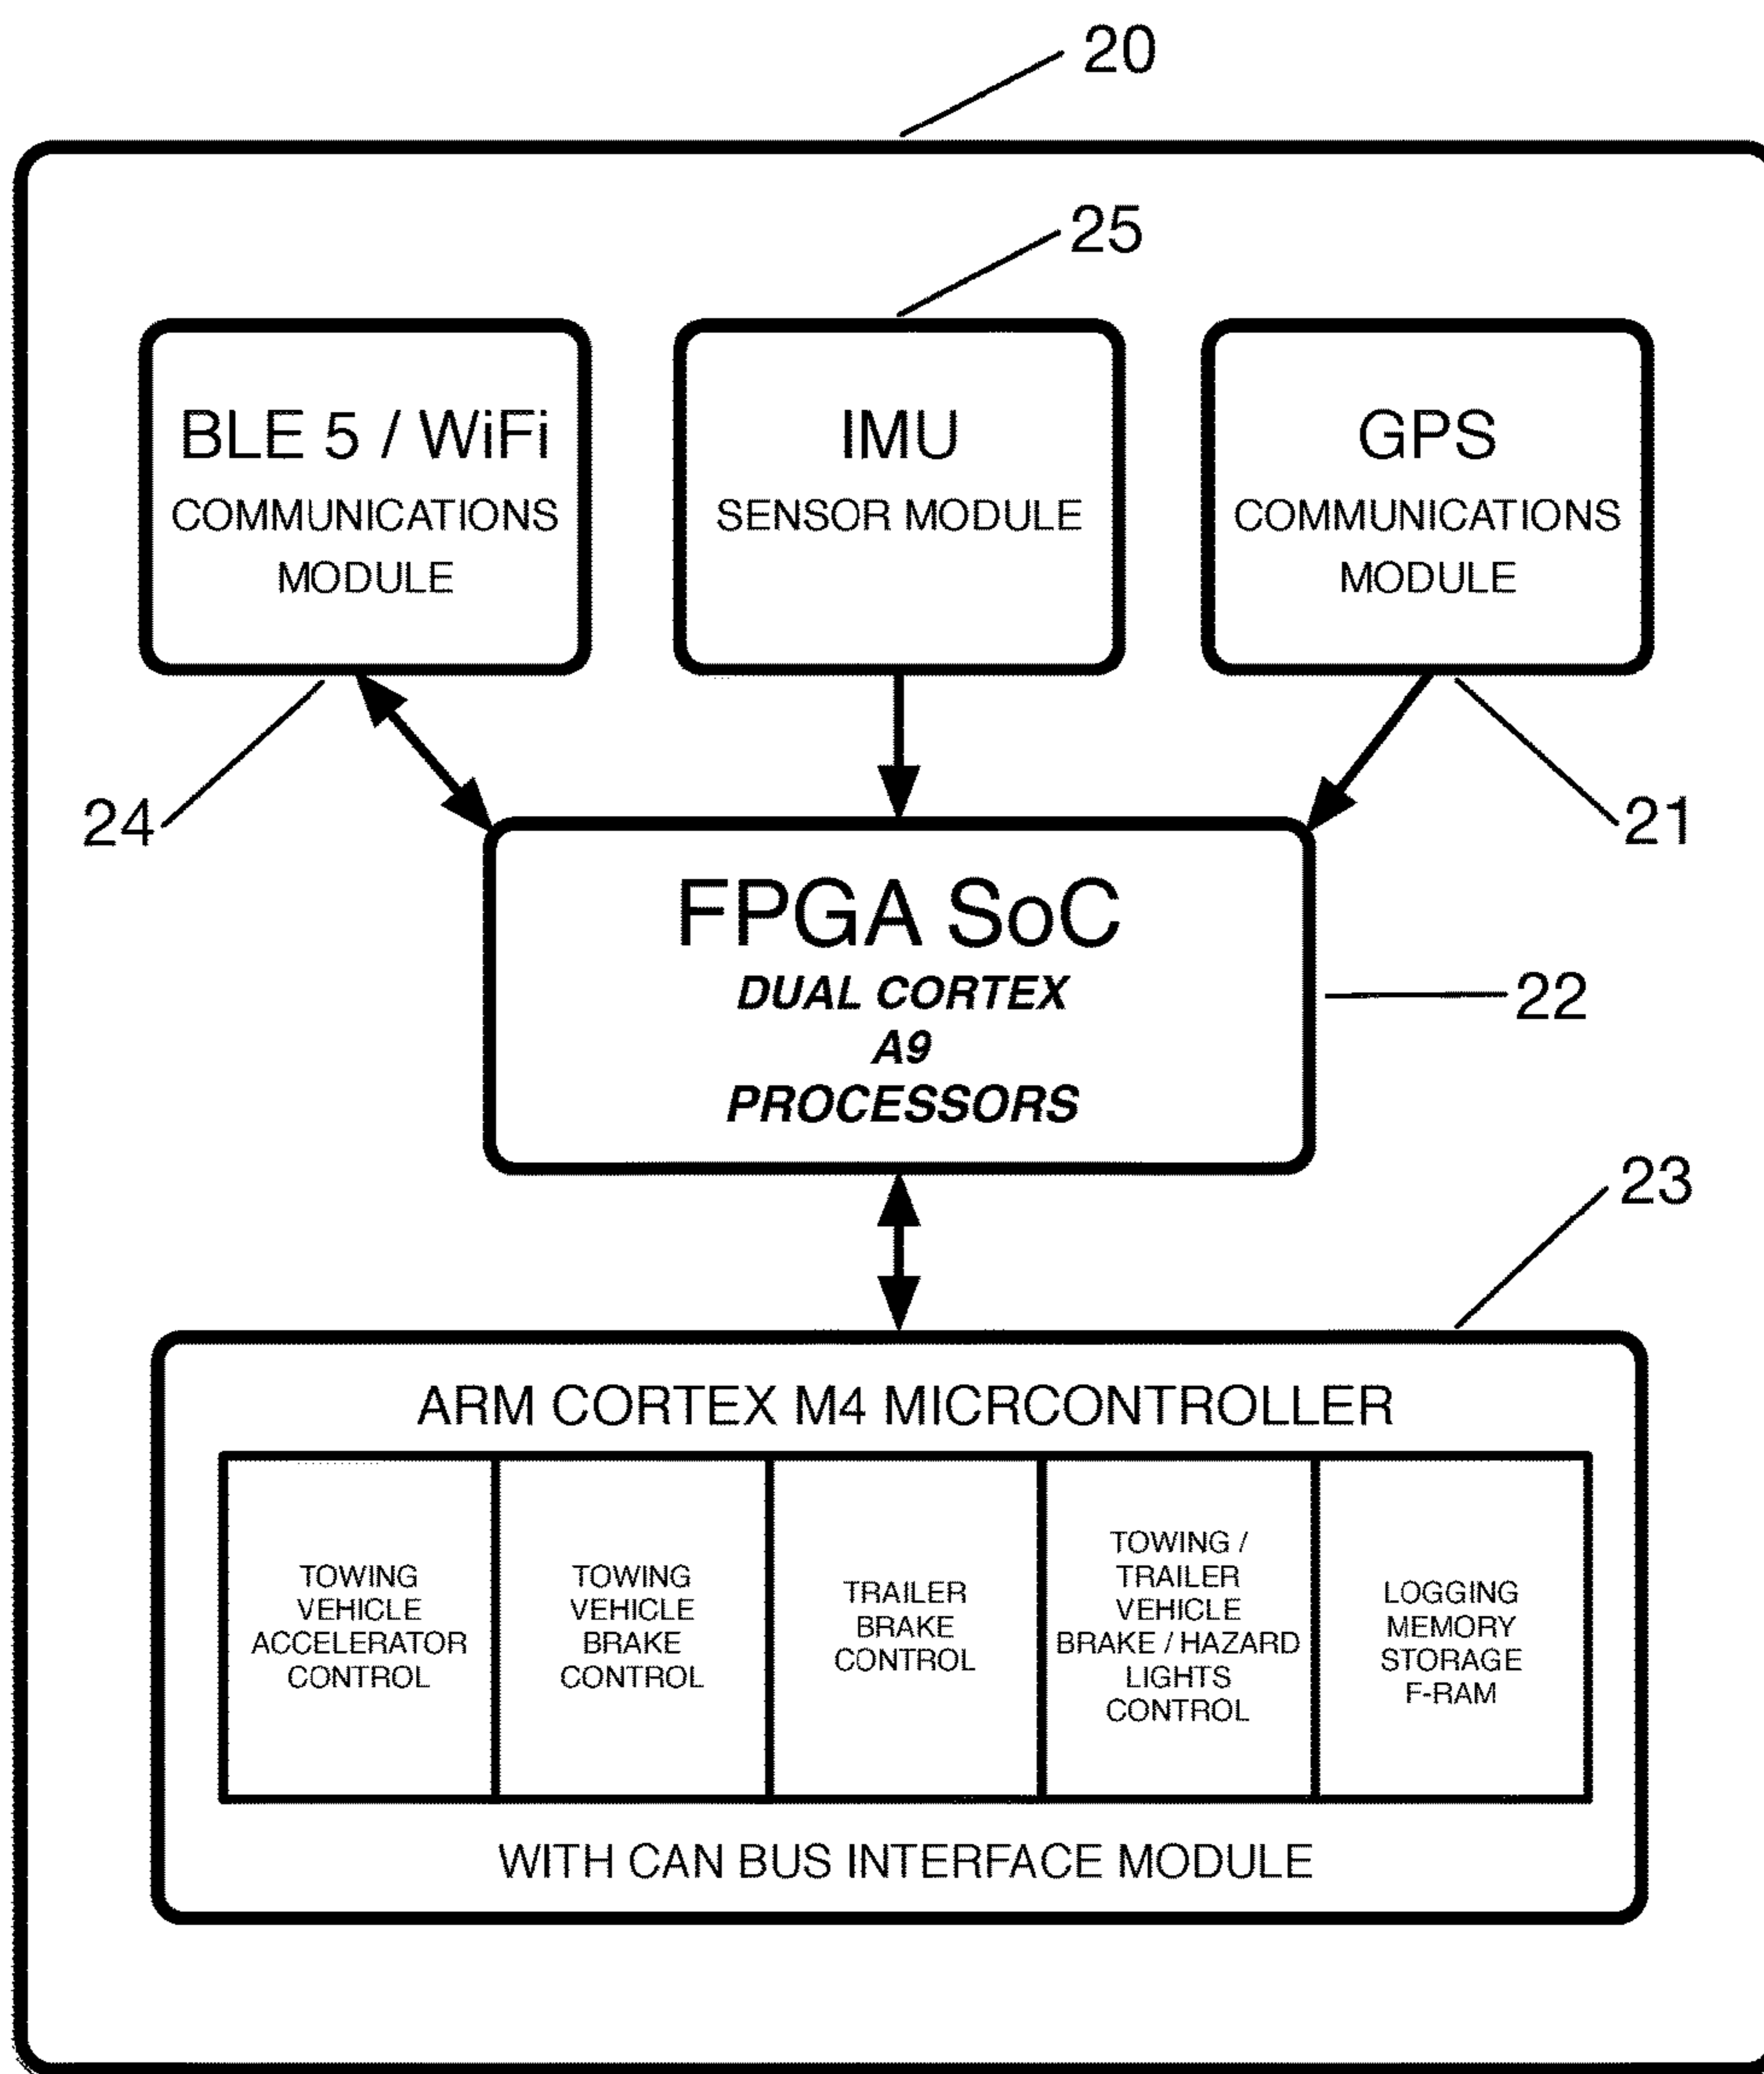 20
25
BLE 5 / WiFi
COMMUNICATIONS
MODULE
IMU
SENSOR MODULE
GPS
COMMUNICATIONS
MODULE
24
21
FPGA SoC
DUAL CORTEX
A9
PROCESSORS
22
23
ARM CORTEX M4 MICRCONTROLLER
TOWING
VEHICLE
ACCELERATOR
CONTROL
TOWING
VEHICLE
BRAKE
CONTROL
TRAILER
BRAKE
CONTROL
TOWING /
TRAILER
VEHICLE
BRAKE / HAZARD
LIGHTS
CONTROL
LOGGING
MEMORY
STORAGE
F-RAM
WITH CAN BUS INTERFACE MODULE